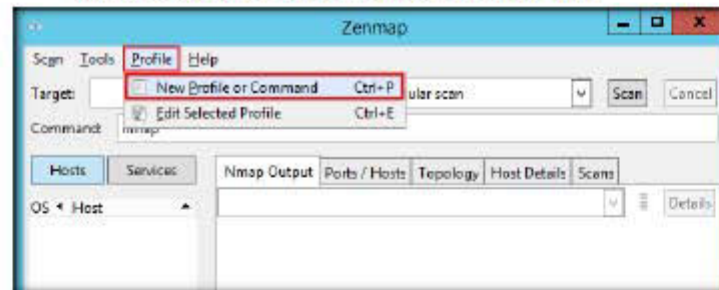 Zenmap
Scan Tools Profile Help
New Profile or Command Ctrl+P
Target: ular scan Scan Cancel
Edit Selected Profile Ctrl+E
Command: nmap
Hosts Services Nmap Output Ports / Hosts Topology Host Details Scans
OS Host Details